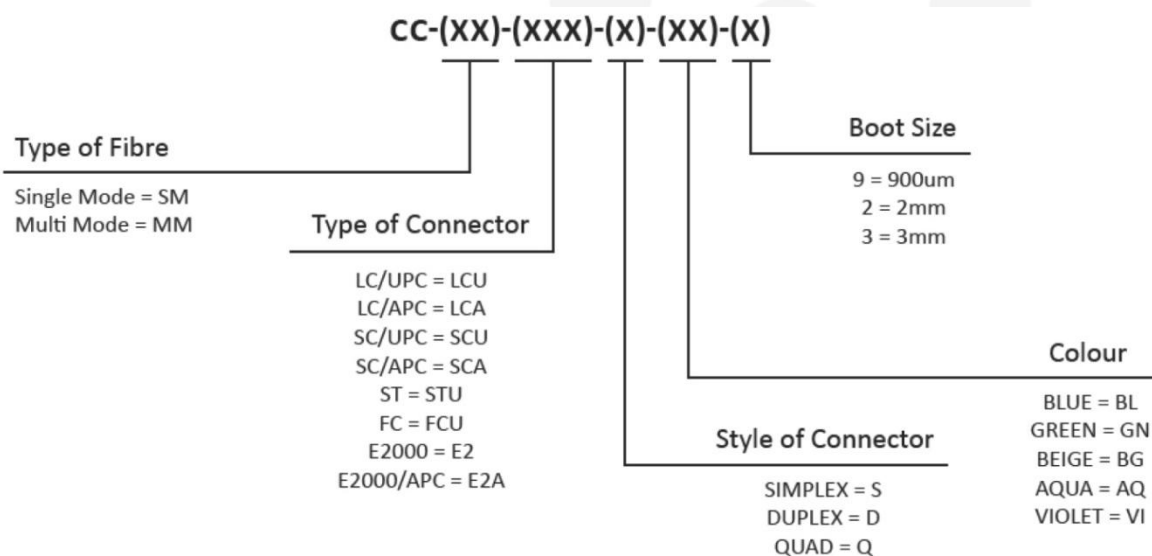 CC-(XX)-(XXX)-(X)-(XX)-(X)
Type of Fibre
Single Mode = SM
Multi Mode = MM
Type of Connector
LC/UPC = LCU
LC/APC = LCA
SC/UPC = SCU
SC/APC = SCA
ST = STU
FC = FCU
E2000 = E2
E2000/APC = E2A
Style of Connector
SIMPLEX = S
DUPLEX = D
QUAD = Q
Colour
BLUE = BL
GREEN = GN
BEIGE = BG
AQUA = AQ
VIOLET = VI
Boot Size
9 = 900um
2 = 2mm
3 = 3mm